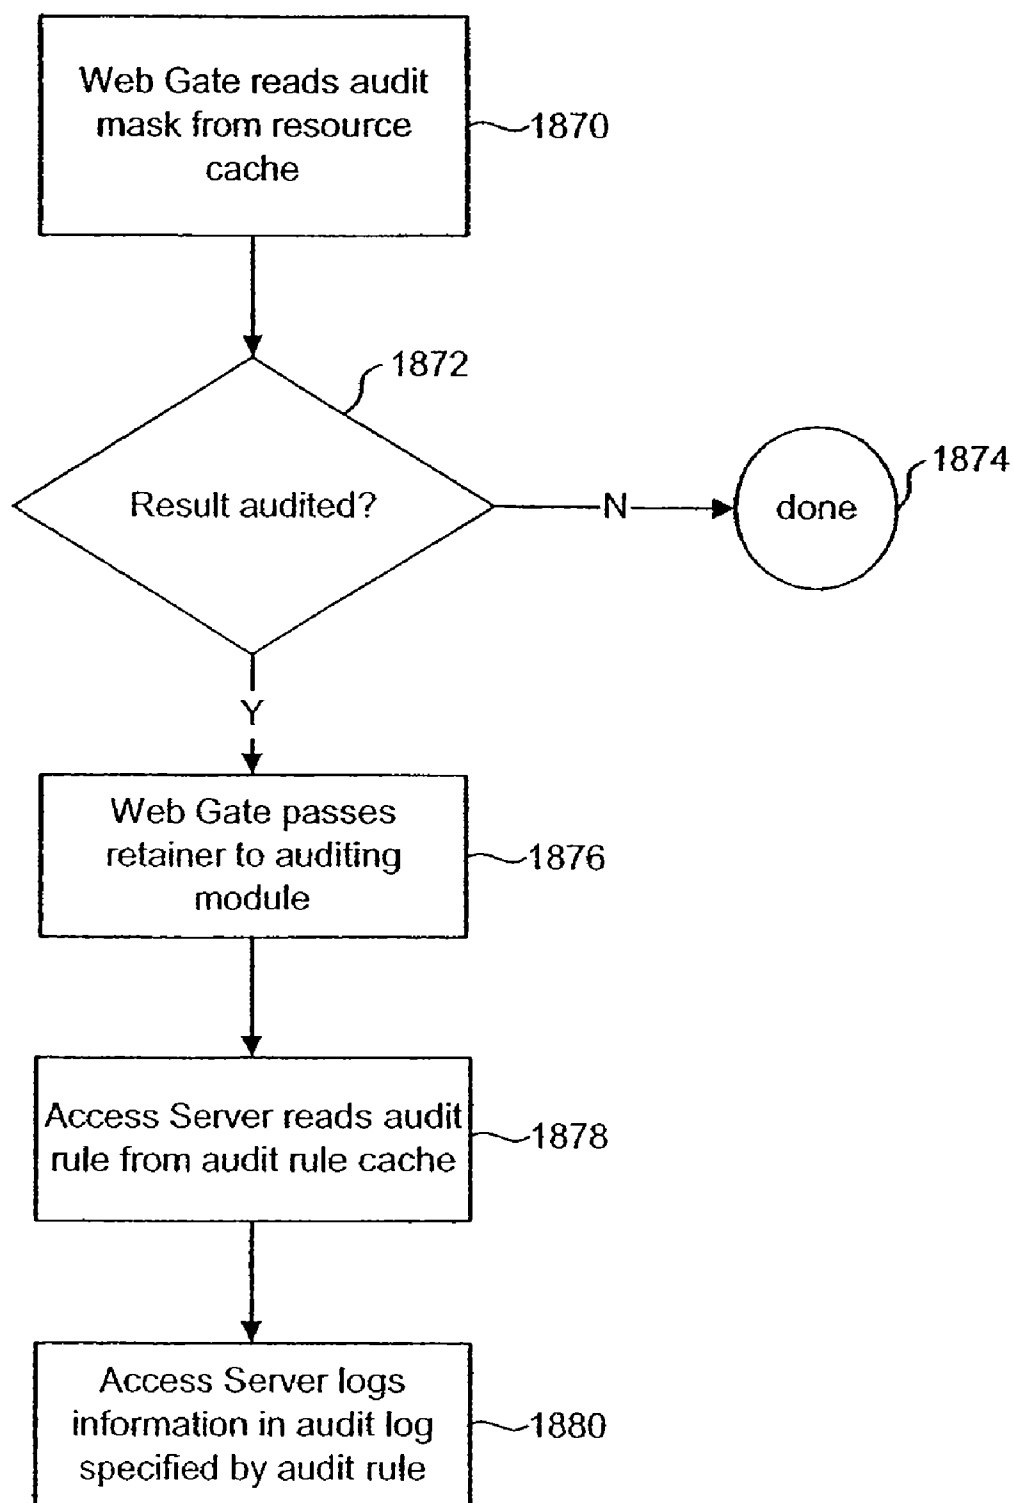 Web Gate reads audit
mask from resource
cache
1870
1872
Result audited?
N
done
1874
Y
Web Gate passes
retainer to auditing
module
1876
Access Server reads audit
rule from audit rule cache
1878
Access Server logs
information in audit log
specified by audit rule
1880